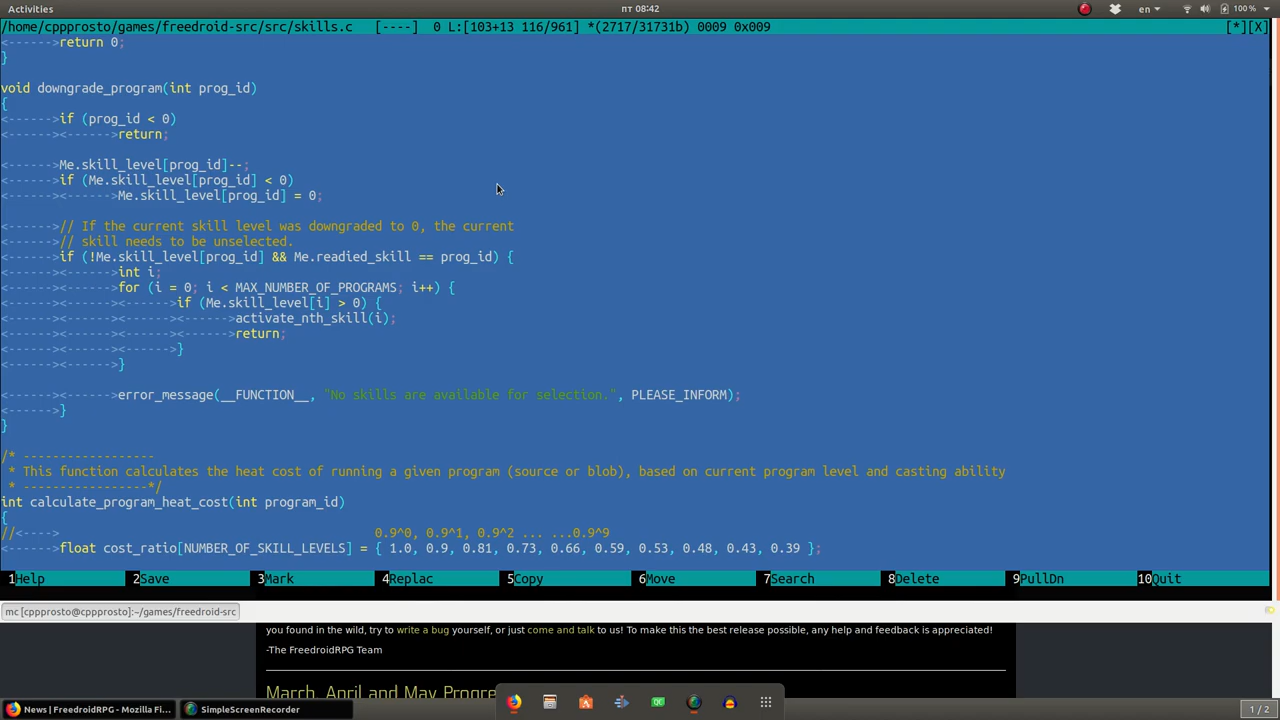 Activities
пт 08:42
en
100 %
/home/cppprosto/games/freedroid-src/src/skills.c [----] 0 L:[103+13 116/961] *(2717/31731b) 0009 0x009 [*][X]
<------>return 0;
}
void downgrade_program(int prog_id)
{
<------>if (prog_id < 0)
<------><------>return;
<------>Me.skill_level[prog_id]--;
<------>if (Me.skill_level[prog_id] < 0)
<------><------>Me.skill_level[prog_id] = 0;
<------>// If the current skill level was downgraded to 0, the current
<------>// skill needs to be unselected.
<------>if (!Me.skill_level[prog_id] && Me.readied_skill == prog_id) {
<------><------>int i;
<------><------>for (i = 0; i < MAX_NUMBER_OF_PROGRAMS; i++) {
<------><------><------>if (Me.skill_level[i] > 0) {
<------><------><------><------>activate_nth_skill(i);
<------><------><------><------>return;
<------><------><------>}
<------><------>}
<------><------>error_message(__FUNCTION__, "No skills are available for selection.", PLEASE_INFORM);
<------>}
}
/* ------------------
* This function calculates the heat cost of running a given program (source or blob), based on current program level and casting ability
* -----------------*/
int calculate_program_heat_cost(int program_id)
{
//<----> 0.9^0, 0.9^1, 0.9^2 ... ...0.9^9
<------>float cost_ratio[NUMBER_OF_SKILL_LEVELS] = { 1.0, 0.9, 0.81, 0.73, 0.66, 0.59, 0.53, 0.48, 0.43, 0.39 };
1Help 2Save 3Mark 4Replac 5Copy 6Move 7Search 8Delete 9PullDn 10Quit
mc [cppprosto@cppprosto]:~/games/freedroid-src
you found in the wild, try to write a bug yourself, or just come and talk to us! To make this the best release possible, any help and feedback is appreciated!
-The FreedroidRPG Team
March, April and May Progre
News | FreedroidRPG - Mozilla Fi...
SimpleScreenRecorder
1 / 2